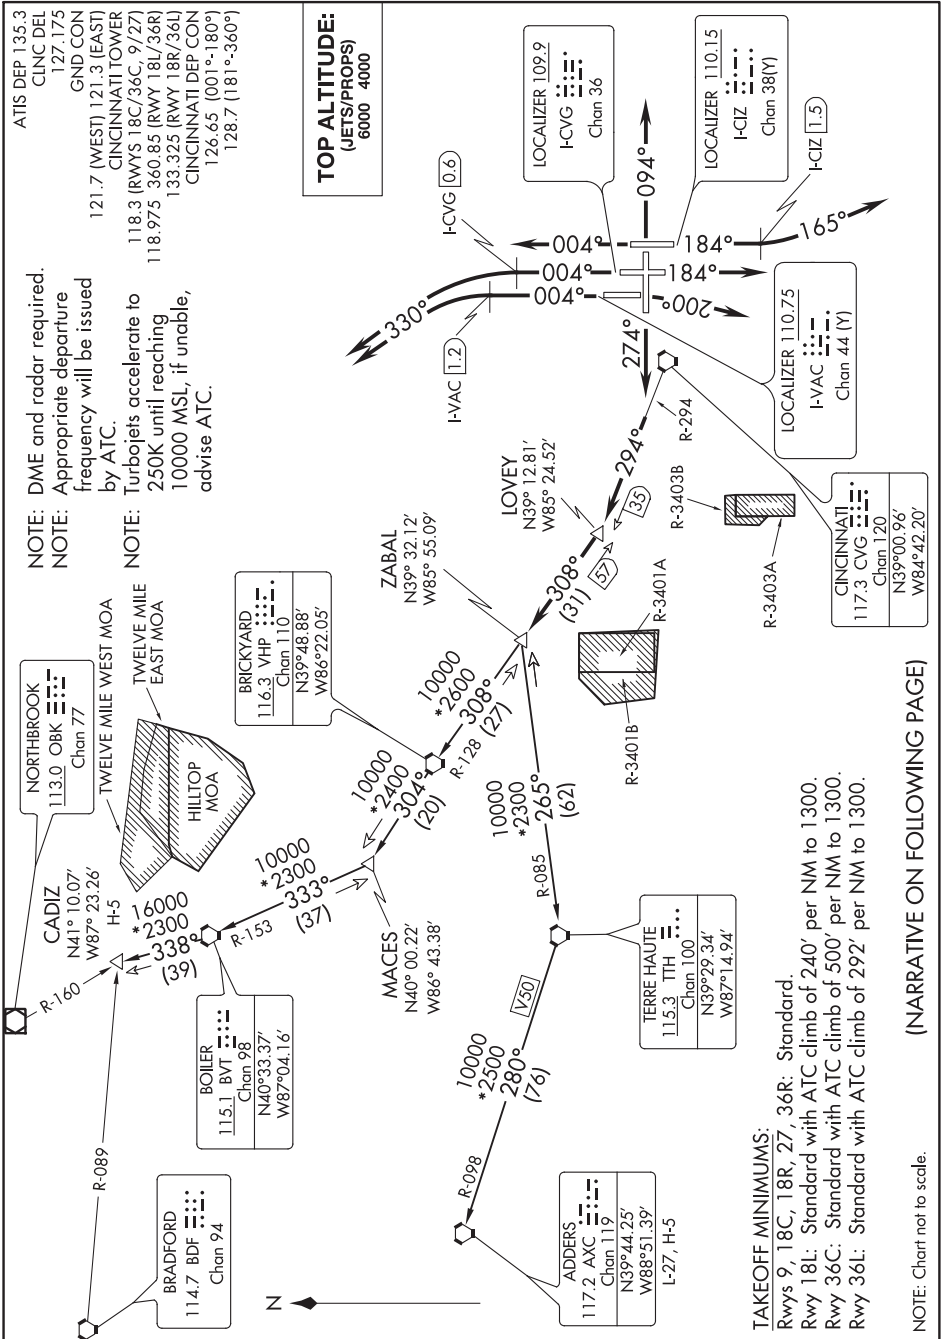 ATIS DEP 135.3
CLNC DEL
127.175
GND CON
121.7 (WEST) 121.3 (EAST)
CINCINNATI TOWER
118.3 (RWYS 18C/36C, 9/27)
118.975 360.85 (RWY 18L/36R)
133.325 (RWY 18R/36L)
CINCINNATI DEP CON
126.65 (001°-180°)
128.7 (181°-360°)
TOP ALTITUDE:
(JETS/PROPS)
6000 4000
NOTE: DME and radar required.
NOTE: Appropriate departure
frequency will be issued
by ATC.
NOTE: Turbojets accelerate to
250K until reaching
10000 MSL, if unable,
advise ATC.
NORTHBROOK
113.0 OBK
Chan 77
TWELVE MILE WEST MOA
TWELVE MILE
EAST MOA
HILLTOP
MOA
CADIZ
N41° 10.07'
W87° 23.26'
H-5
R-160
R-089
BRADFORD
114.7 BDF
Chan 94
16000
*2300
338°
(39)
BOILER
115.1 BVT
Chan 98
N40°33.37'
W87°04.16'
R-153
10000
*2300
333°
(37)
MACES
N40° 00.22'
W86° 43.38'
10000
*2400
304°
(20)
BRICKYARD
116.3 VHP
Chan 110
N39°48.88'
W86°22.05'
R-128
10000
*2600
308°
(27)
ZABAL
N39° 32.12'
W85° 55.09'
308°
(31)
57
35
LOVEY
N39° 12.81'
W85° 24.52'
294°
R-294
274°
I-VAC 1.2
I-CVG 0.6
330°
004°
004°
004°
094°
184°
184°
200°
165°
I-CIZ 1.5
LOCALIZER 109.9
I-CVG
Chan 36
LOCALIZER 110.15
I-CIZ
Chan 38(Y)
LOCALIZER 110.75
I-VAC
Chan 44 (Y)
CINCINNATI
117.3 CVG
Chan 120
N39°00.96'
W84°42.20'
R-3403B
R-3403A
R-3401A
R-3401B
10000
*2300
265°
(62)
R-085
TERRE HAUTE
115.3 TTH
Chan 100
N39°29.34'
W87°14.94'
V50
10000
*2500
280°
(76)
R-098
ADDERS
117.2 AXC
Chan 119
N39°44.25'
W88°51.39'
L-27, H-5
N
TAKEOFF MINIMUMS:
Rwys 9, 18C, 18R, 27, 36R: Standard.
Rwy 18L: Standard with ATC climb of 240' per NM to 1300.
Rwy 36C: Standard with ATC climb of 500' per NM to 1300.
Rwy 36L: Standard with ATC climb of 292' per NM to 1300.
(NARRATIVE ON FOLLOWING PAGE)
NOTE: Chart not to scale.